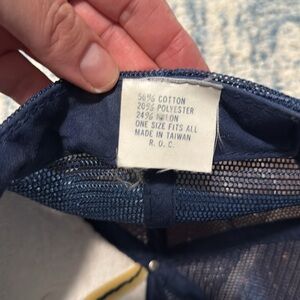 56% COTTON
20% POLYESTER
24% NYLON
ONE SIZE FITS ALL
MADE IN TAIWAN
R. O. C.